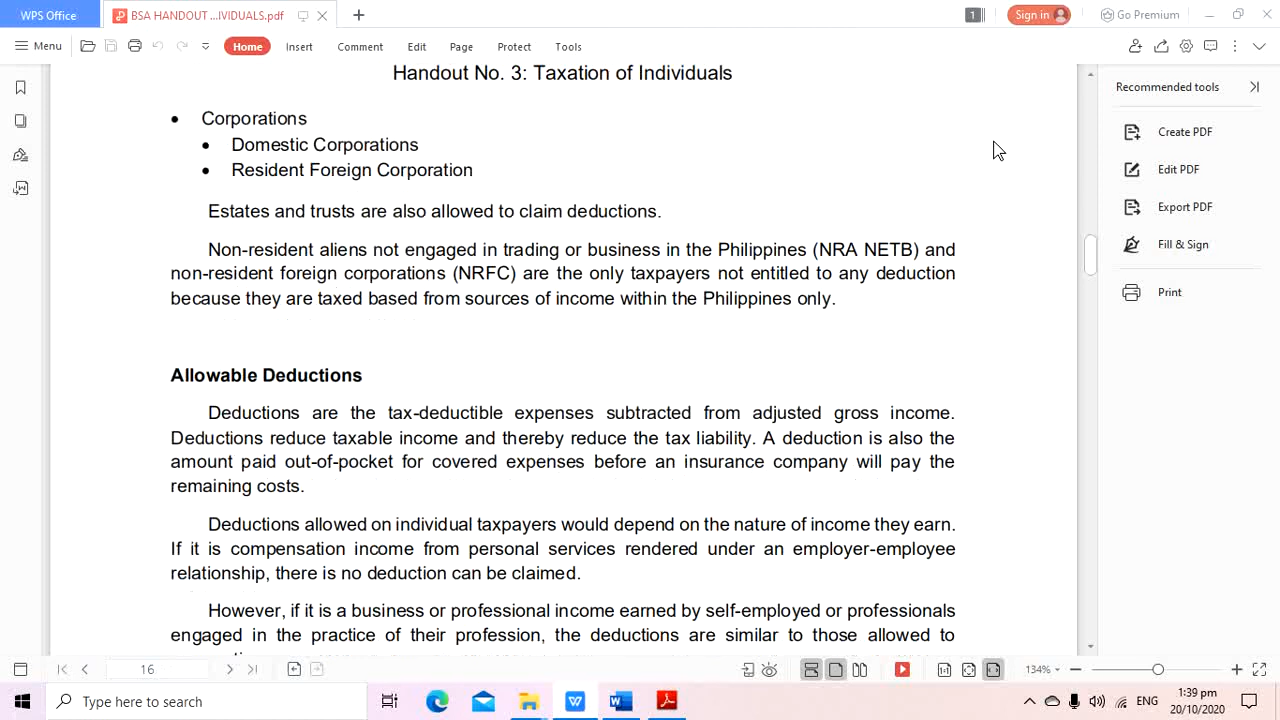 WPS Office
BSA HANDOUT ...IVIDUALS.pdf
1
Sign in
Go Premium
Menu
Home
Insert
Comment
Edit
Page
Protect
Tools
Handout No. 3: Taxation of Individuals
Recommended tools
• Corporations
• Domestic Corporations
• Resident Foreign Corporation
Create PDF
Edit PDF
Export PDF
Fill & Sign
Print
Estates and trusts are also allowed to claim deductions.
Non-resident aliens not engaged in trading or business in the Philippines (NRA NETB) and
non-resident foreign corporations (NRFC) are the only taxpayers not entitled to any deduction
because they are taxed based from sources of income within the Philippines only.
Allowable Deductions
Deductions are the tax-deductible expenses subtracted from adjusted gross income.
Deductions reduce taxable income and thereby reduce the tax liability. A deduction is also the
amount paid out-of-pocket for covered expenses before an insurance company will pay the
remaining costs.
Deductions allowed on individual taxpayers would depend on the nature of income they earn.
If it is compensation income from personal services rendered under an employer-employee
relationship, there is no deduction can be claimed.
However, if it is a business or professional income earned by self-employed or professionals
engaged in the practice of their profession, the deductions are similar to those allowed to
16
134%
Type here to search
ENG
1:39 pm
20/10/2020